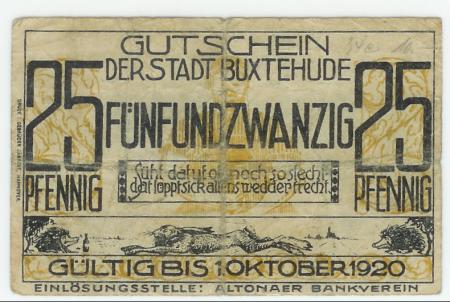 GUTSCHEIN
DER STADT BUXTEHUDE
25 FÜNFUNDZWANZIG 25
PFENNIG PFENNIG
Süht dat ut ok noch so slecht
dat loppt sick allens wedder trecht.
GÜLTIG BIS 1. OKTOBER 1920
EINLÖSUNGSSTELLE: ALTONAER BANKVEREIN